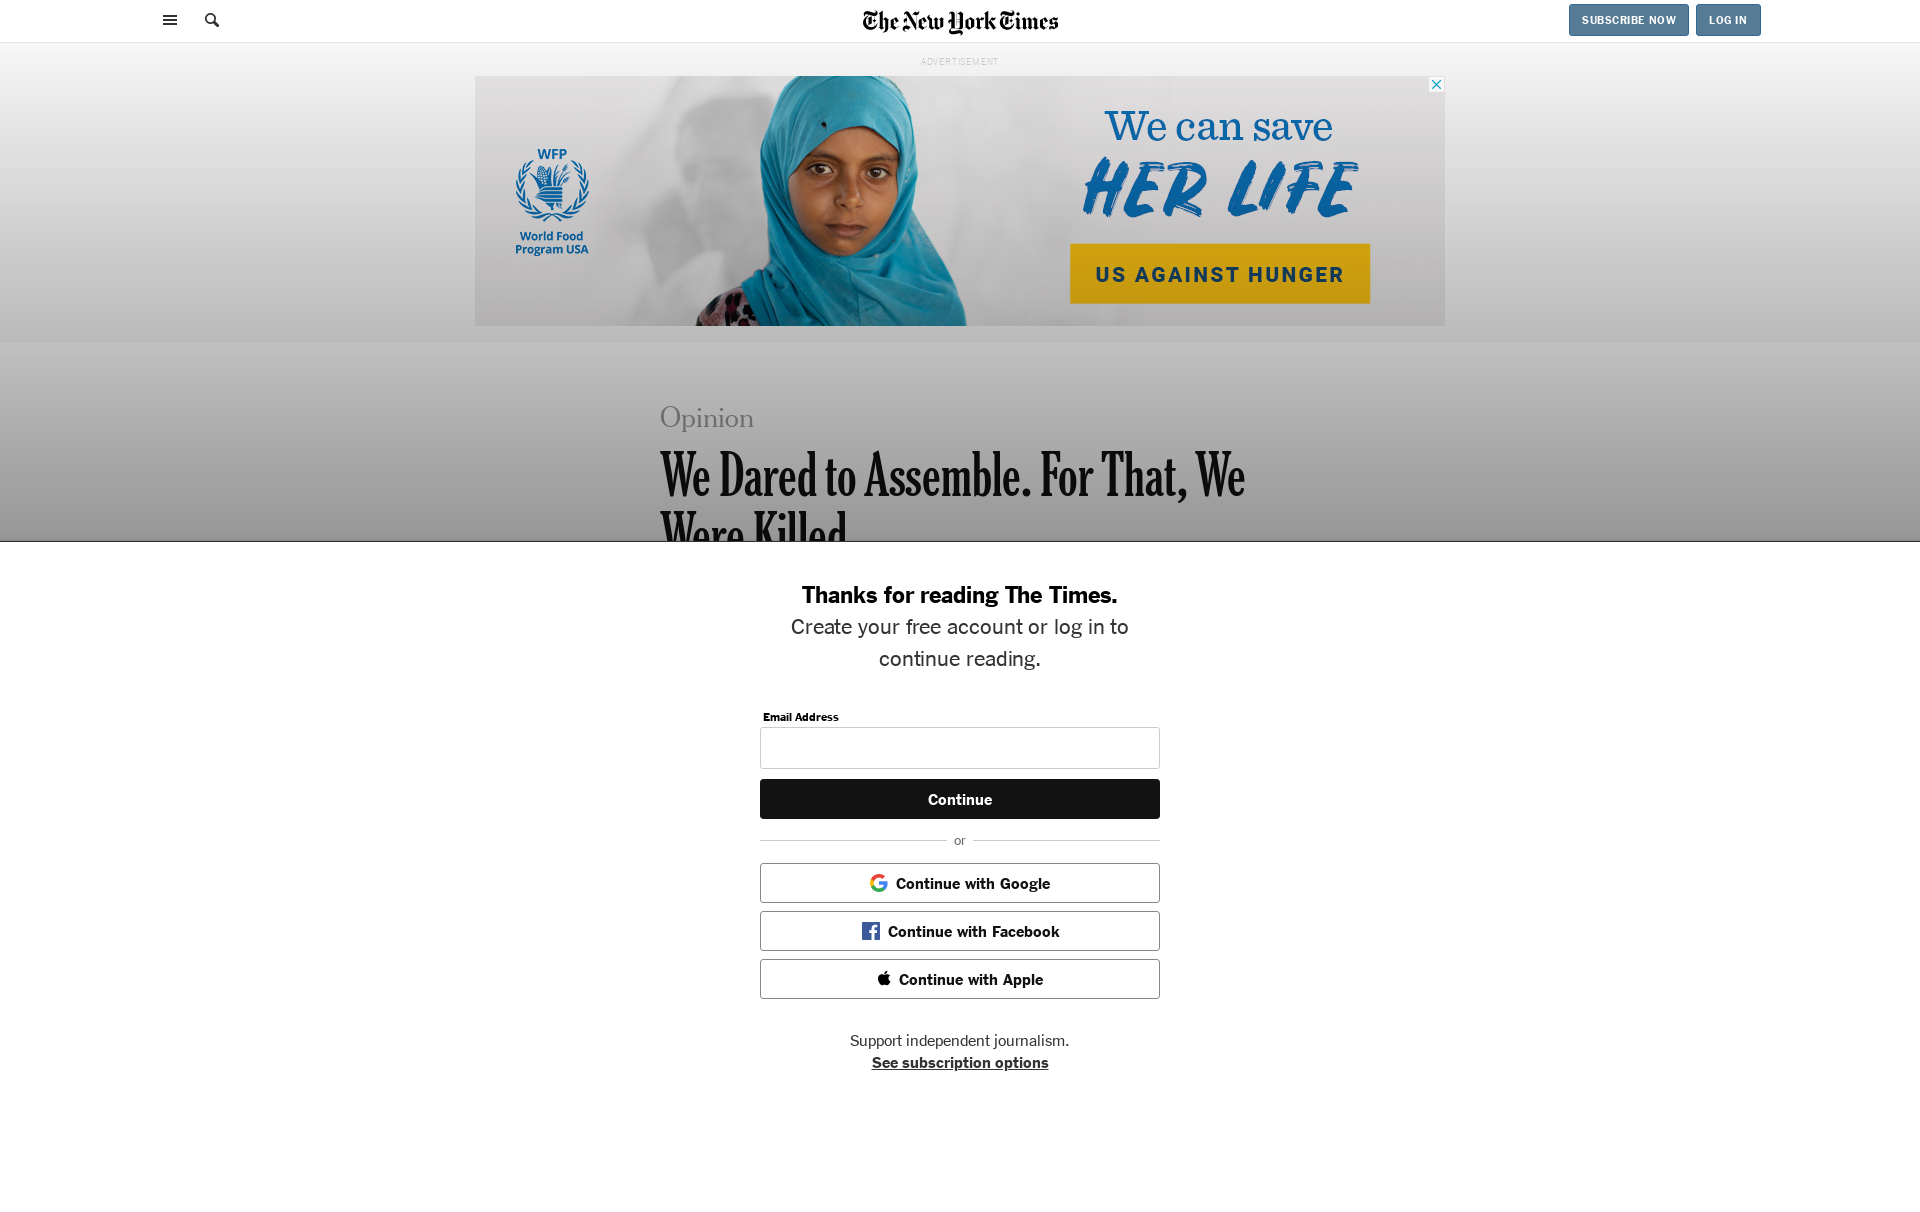 The New York Times
SUBSCRIBE NOW
LOG IN
ADVERTISEMENT
We can save
HER LIFE
WFP
World Food
Program USA
US AGAINST HUNGER
Opinion
We Dared to Assemble. For That, We
Were Killed
Thanks for reading The Times.
Create your free account or log in to
continue reading.
Email Address
Continue
or
Continue with Google
Continue with Facebook
Continue with Apple
Support independent journalism.
See subscription options